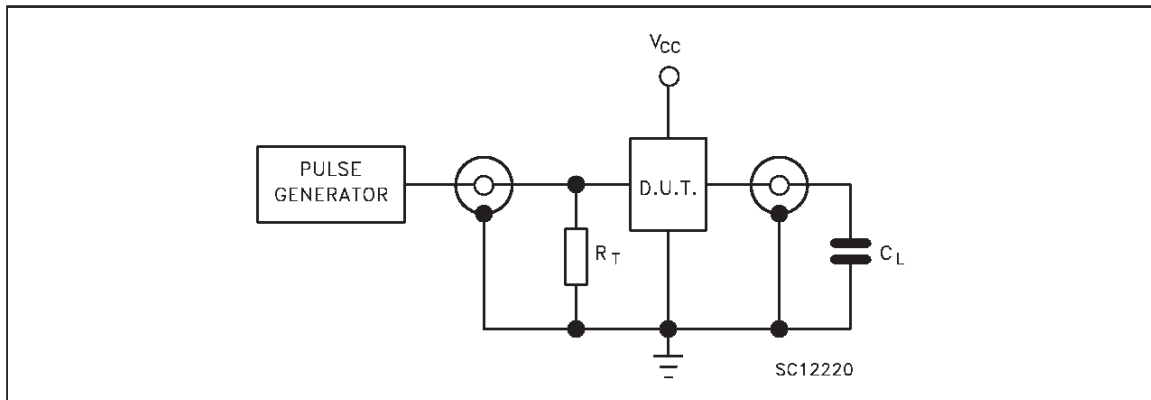 VCC
PULSE
GENERATOR
D.U.T.
RT
CL
SC12220